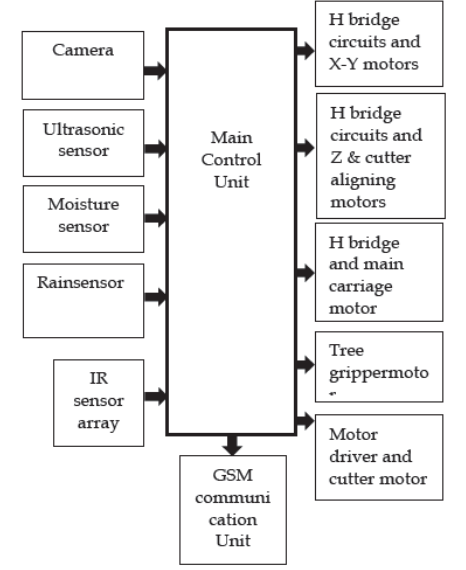 Camera
Ultrasonic
sensor
Moisture
sensor
Rainsensor
IR
sensor
array
Main
Control
Unit
GSM
communi
cation
Unit
H bridge
circuits and
X-Y motors
H bridge
circuits and
Z & cutter
aligning
motors
H bridge
and main
carriage
motor
Tree
grippermoto
r
Motor
driver and
cutter motor